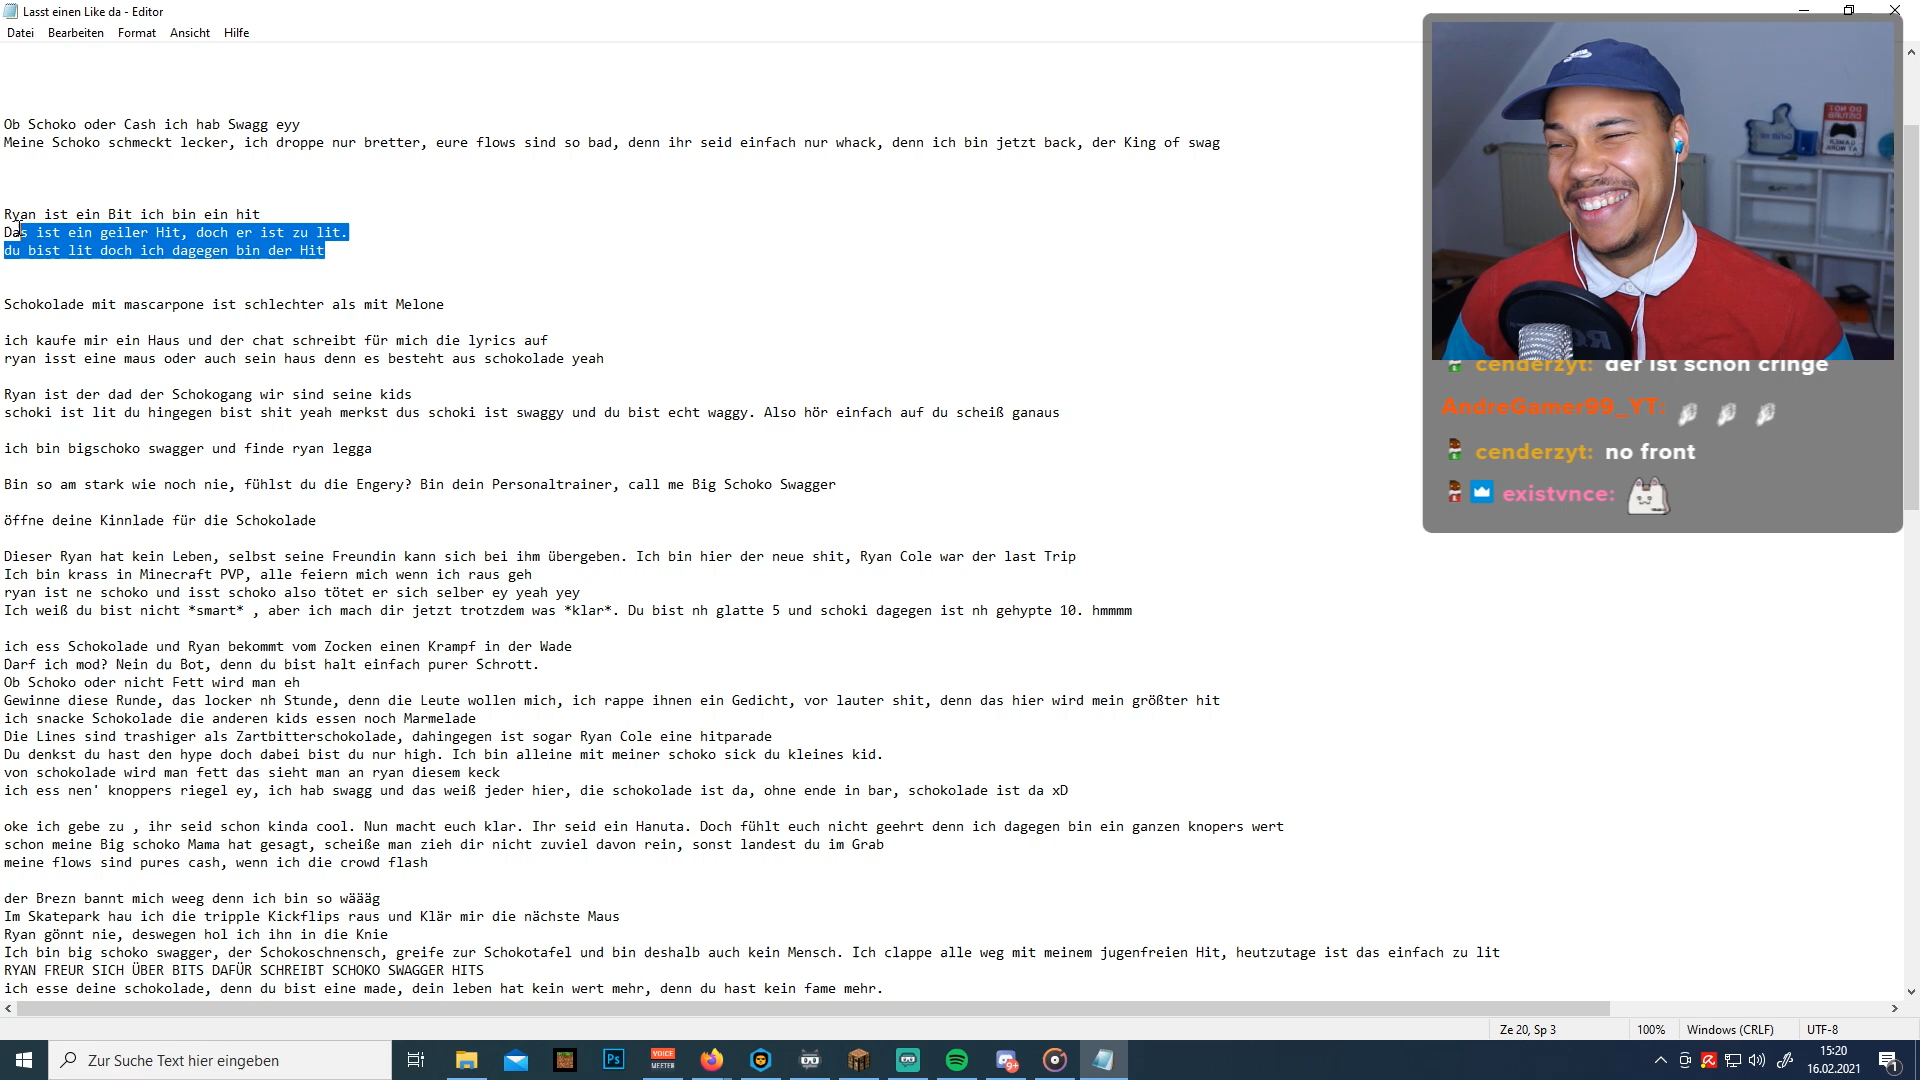 Lasst einen Like da - Editor
Datei Bearbeiten Format Ansicht Hilfe
Ob Schoko oder Cash ich hab Swagg eyy
Meine Schoko schmeckt lecker, ich droppe nur bretter, eure flows sind so bad, denn ihr seid einfach nur whack, denn ich bin jetzt back, der King of swag
Ryan ist ein Bit ich bin ein hit
Das ist ein geiler Hit, doch er ist zu lit.
du bist lit doch ich dagegen bin der Hit
Schokolade mit mascarpone ist schlechter als mit Melone
ich kaufe mir ein Haus und der chat schreibt für mich die lyrics auf
ryan isst eine maus oder auch sein haus denn es besteht aus schokolade yeah
Ryan ist der dad der Schokogang wir sind seine kids
schoki ist lit du hingegen bist shit yeah merkst dus schoki ist swaggy und du bist echt waggy. Also hör einfach auf du scheiß ganaus
ich bin bigschoko swagger und finde ryan legga
Bin so am stark wie noch nie, fühlst du die Engery? Bin dein Personaltrainer, call me Big Schoko Swagger
öffne deine Kinnlade für die Schokolade
Dieser Ryan hat kein Leben, selbst seine Freundin kann sich bei ihm übergeben. Ich bin hier der neue shit, Ryan Cole war der last Trip
Ich bin krass in Minecraft PVP, alle feiern mich wenn ich raus geh
ryan ist ne schoko und isst schoko also tötet er sich selber ey yeah yey
Ich weiß du bist nicht *smart* , aber ich mach dir jetzt trotzdem was *klar*. Du bist nh glatte 5 und schoki dagegen ist nh gehypte 10. hmmmm
ich ess Schokolade und Ryan bekommt vom Zocken einen Krampf in der Wade
Darf ich mod? Nein du Bot, denn du bist halt einfach purer Schrott.
Ob Schoko oder nicht Fett wird man eh
Gewinne diese Runde, das locker nh Stunde, denn die Leute wollen mich, ich rappe ihnen ein Gedicht, vor lauter shit, denn das hier wird mein größter hit
ich snacke Schokolade die anderen kids essen noch Marmelade
Die Lines sind trashiger als Zartbitterschokolade, dahingegen ist sogar Ryan Cole eine hitparade
Du denkst du hast den hype doch dabei bist du nur high. Ich bin alleine mit meiner schoko sick du kleines kid.
von schokolade wird man fett das sieht man an ryan diesem keck
ich ess nen' knoppers riegel ey, ich hab swagg und das weiß jeder hier, die schokolade ist da, ohne ende in bar, schokolade ist da xD
oke ich gebe zu , ihr seid schon kinda cool. Nun macht euch klar. Ihr seid ein Hanuta. Doch fühlt euch nicht geehrt denn ich dagegen bin ein ganzen knopers wert
schon meine Big schoko Mama hat gesagt, scheiße man zieh dir nicht zuviel davon rein, sonst landest du im Grab
meine flows sind pures cash, wenn ich die crowd flash
der Brezn bannt mich weeg denn ich bin so wäääg
Im Skatepark hau ich die tripple Kickflips raus und Klär mir die nächste Maus
Ryan gönnt nie, deswegen hol ich ihn in die Knie
Ich bin big schoko swagger, der Schokoschnensch, greife zur Schokotafel und bin deshalb auch kein Mensch. Ich clappe alle weg mit meinem jugenfreien Hit, heutzutage ist das einfach zu lit
RYAN FREUR SICH ÜBER BITS DAFÜR SCHREIBT SCHOKO SWAGGER HITS
ich esse deine schokolade, denn du bist eine made, dein leben hat kein wert mehr, denn du hast kein fame mehr.
DO NOT
cenderzyt: der ist schon cringe
AndreGamer99_YT:
cenderzyt: no front
existvnce:
Ze 20, Sp 3 100% Windows (CRLF) UTF-8
Zur Suche Text hier eingeben
Ps
VOICE
MEETER
9+
15:20
16.02.2021
1